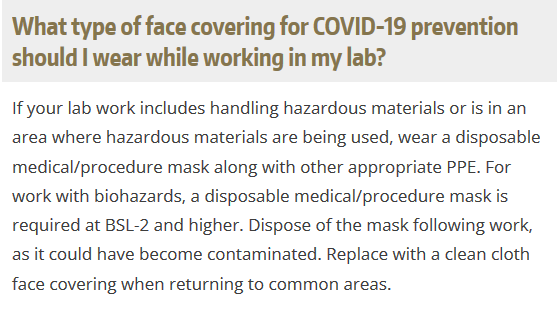 What type of face covering for COVID-19 prevention
should I wear while working in my lab?
If your lab work includes handling hazardous materials or is in an
area where hazardous materials are being used, wear a disposable
medical/procedure mask along with other appropriate PPE. For
work with biohazards, a disposable medical/procedure mask is
required at BSL-2 and higher. Dispose of the mask following work,
as it could have become contaminated. Replace with a clean cloth
face covering when returning to common areas.